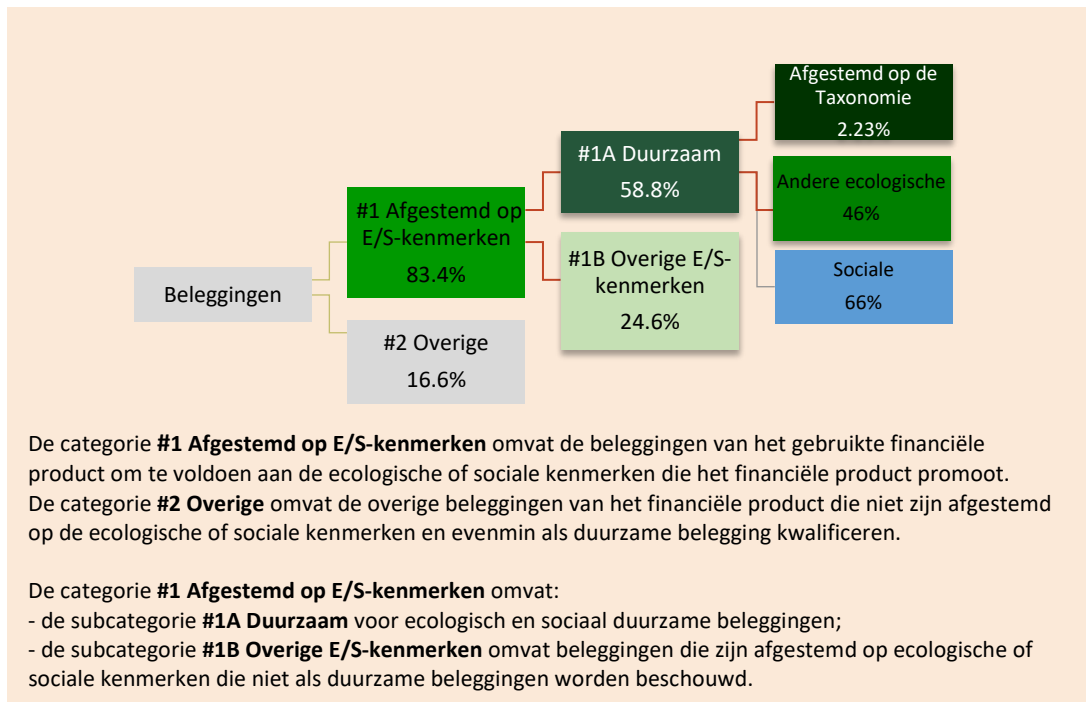 Afgestemd op de
Taxonomie
2.23%
#1A Duurzaam
58.8%
Andere ecologische
46%
#1 Afgestemd op
E/S-kenmerken
83.4%
#1B Overige E/S-
kenmerken
24.6%
Sociale
66%
Beleggingen
#2 Overige
16.6%
De categorie #1 Afgestemd op E/S-kenmerken omvat de beleggingen van het gebruikte financiële
product om te voldoen aan de ecologische of sociale kenmerken die het financiële product promoot.
De categorie #2 Overige omvat de overige beleggingen van het financiële product die niet zijn afgestemd
op de ecologische of sociale kenmerken en evenmin als duurzame belegging kwalificeren.
De categorie #1 Afgestemd op E/S-kenmerken omvat:
- de subcategorie #1A Duurzaam voor ecologisch en sociaal duurzame beleggingen;
- de subcategorie #1B Overige E/S-kenmerken omvat beleggingen die zijn afgestemd op ecologische of
sociale kenmerken die niet als duurzame beleggingen worden beschouwd.